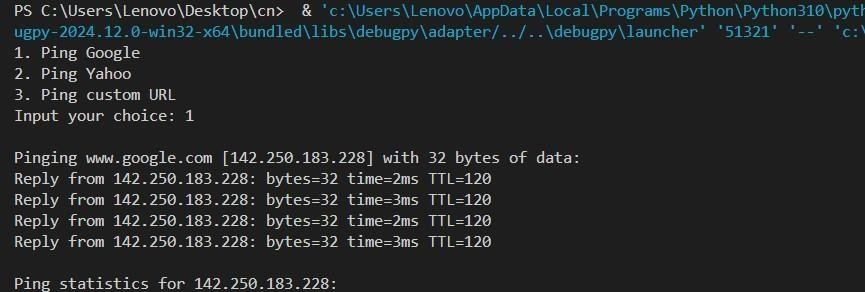 PS C:\Users\Lenovo\Desktop\cn>  & 'c:\Users\Lenovo\AppData\Local\Programs\Python\Python310\pyth
ugpy-2024.12.0-win32-x64\bundled\libs\debugpy\adapter/../..\debugpy\launcher' '51321' '--' 'c:\
1. Ping Google
2. Ping Yahoo
3. Ping custom URL
Input your choice: 1
Pinging www.google.com [142.250.183.228] with 32 bytes of data:
Reply from 142.250.183.228: bytes=32 time=2ms TTL=120
Reply from 142.250.183.228: bytes=32 time=3ms TTL=120
Reply from 142.250.183.228: bytes=32 time=2ms TTL=120
Reply from 142.250.183.228: bytes=32 time=3ms TTL=120
Ping statistics for 142.250.183.228: